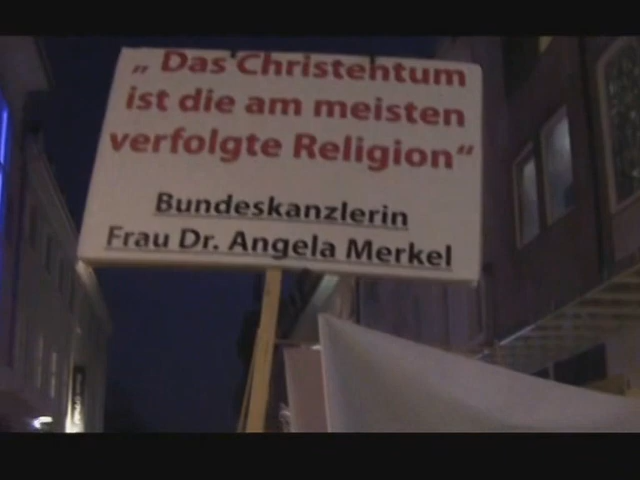 „ Das Christentum
ist die am meisten
verfolgte Religion“
Bundeskanzlerin
Frau Dr. Angela Merkel